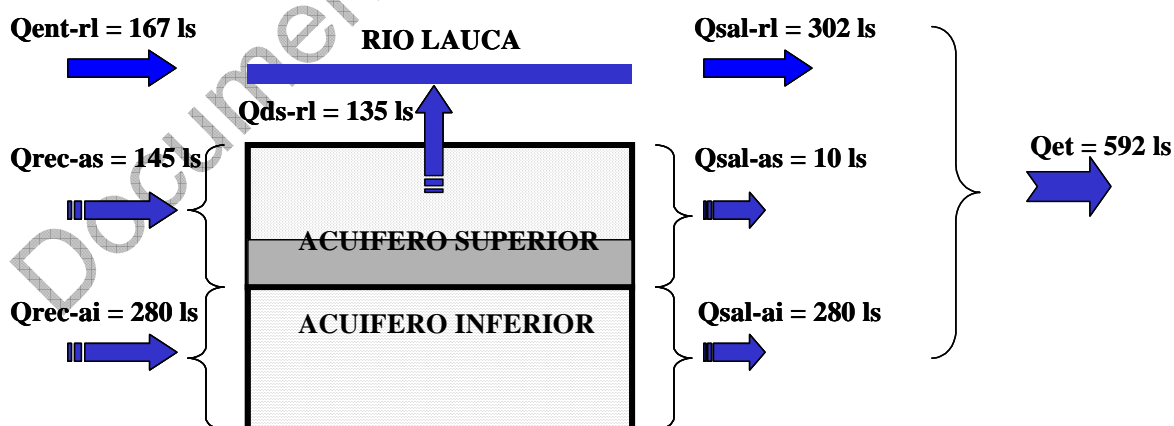 Qent-rl = 167 ls
RIO LAUCA
Qsal-rl = 302 ls
Qds-rl = 135 ls
Qrec-as = 145 ls
Qsal-as = 10 ls
Qet = 592 ls
ACUIFERO SUPERIOR
Qrec-ai = 280 ls
ACUIFERO INFERIOR
Qsal-ai = 280 ls
Documen